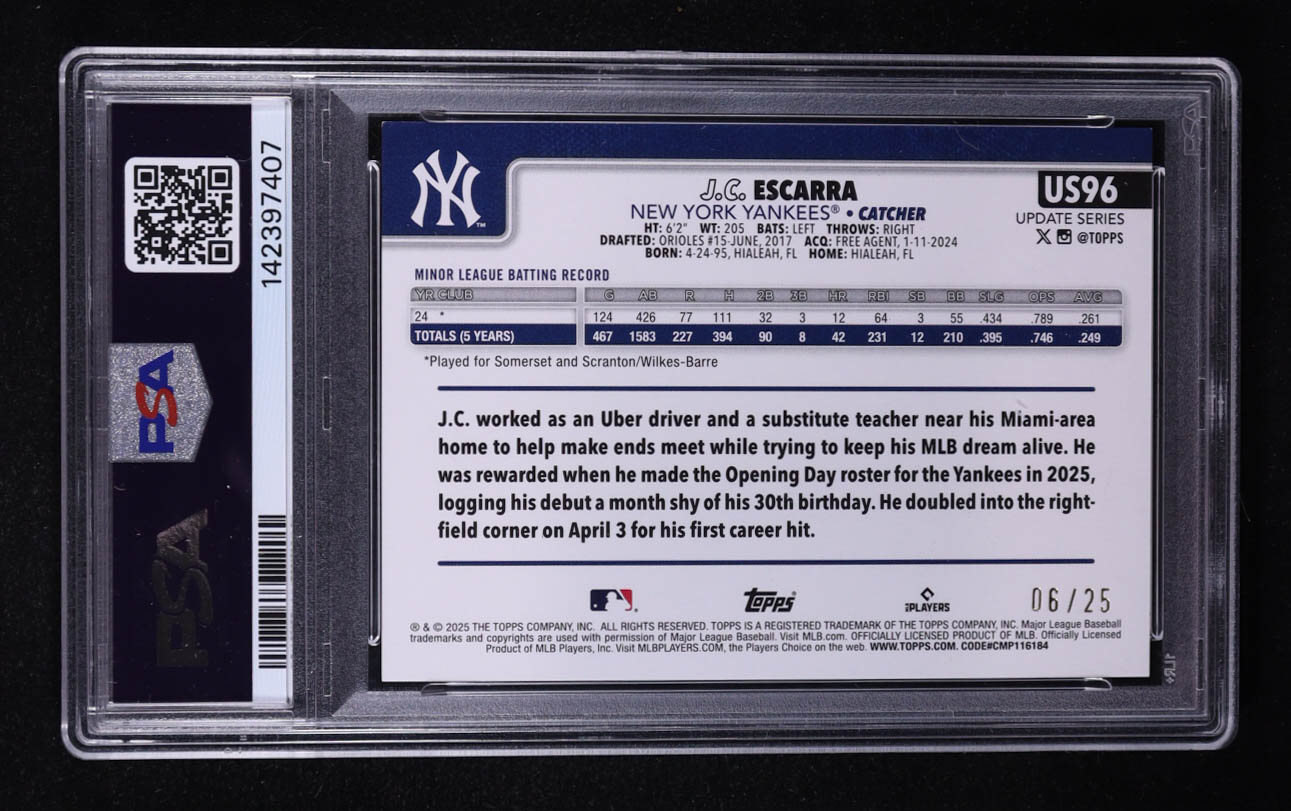 142397407
PSA
PSA
NY
J.C. ESCARRA
NEW YORK YANKEES® • CATCHER
HT: 6'2" WT: 205 BATS: LEFT THROWS: RIGHT
DRAFTED: ORIOLES #15-JUNE, 2017 ACQ: FREE AGENT, 1-11-2024
BORN: 4-24-95, HIALEAH, FL HOME: HIALEAH, FL
US96
UPDATE SERIES
@TOPPS
MINOR LEAGUE BATTING RECORD
YR CLUB G AB R H 2B 3B HR RBI SB BB SLG OPS AVG
24 * 124 426 77 111 32 3 12 64 3 55 .434 .789 .261
TOTALS (5 YEARS) 467 1583 227 394 90 8 42 231 12 210 .395 .746 .249
*Played for Somerset and Scranton/Wilkes-Barre
J.C. worked as an Uber driver and a substitute teacher near his Miami-area
home to help make ends meet while trying to keep his MLB dream alive. He
was rewarded when he made the Opening Day roster for the Yankees in 2025,
logging his debut a month shy of his 30th birthday. He doubled into the right-
field corner on April 3 for his first career hit.
Topps®
PLAYERS
06/25
® & © 2025 THE TOPPS COMPANY, INC. ALL RIGHTS RESERVED. TOPPS IS A REGISTERED TRADEMARK OF THE TOPPS COMPANY, INC. Major League Baseball
trademarks and copyrights are used with permission of Major League Baseball. Visit MLB.com. OFFICIALLY LICENSED PRODUCT OF MLB. Officially Licensed
Product of MLB Players, Inc. Visit MLBPLAYERS.COM, the Players Choice on the web. WWW.TOPPS.COM. CODE#CMP116184
PSA